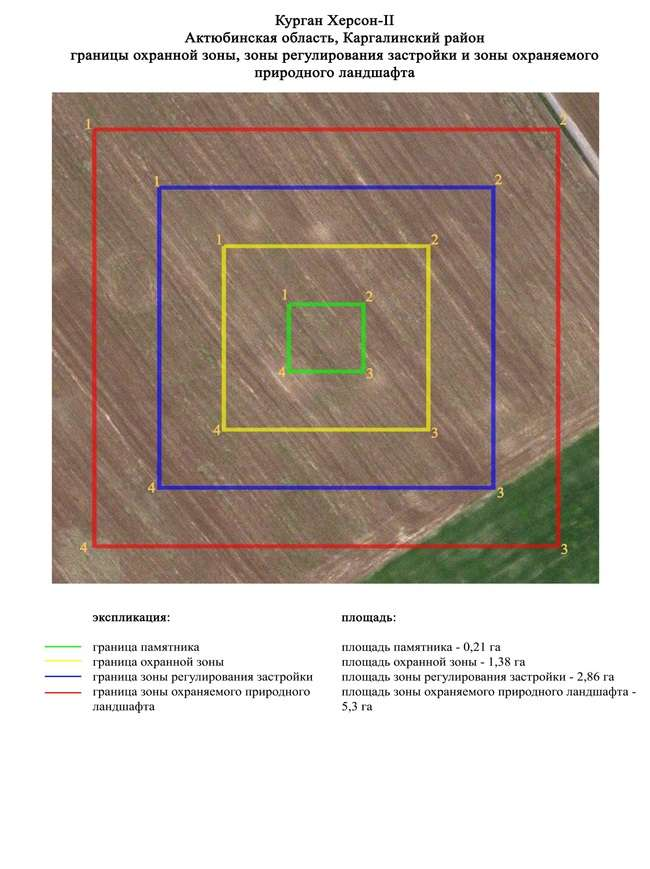 Курган Херсон-II
Актюбинская область, Каргалинский район
границы охранной зоны, зоны регулирования застройки и зоны охраняемого
природного ландшафта
1
2
1
2
1
2
1
2
4
3
4
3
4
3
4
3
экспликация:
площадь:
граница памятника
площадь памятника - 0,21 га
граница охранной зоны
площадь охранной зоны - 1,38 га
граница зоны регулирования застройки
площадь зоны регулирования застройки - 2,86 га
граница зоны охраняемого природного
ландшафта
площадь зоны охраняемого природного ландшафта -
5,3 га